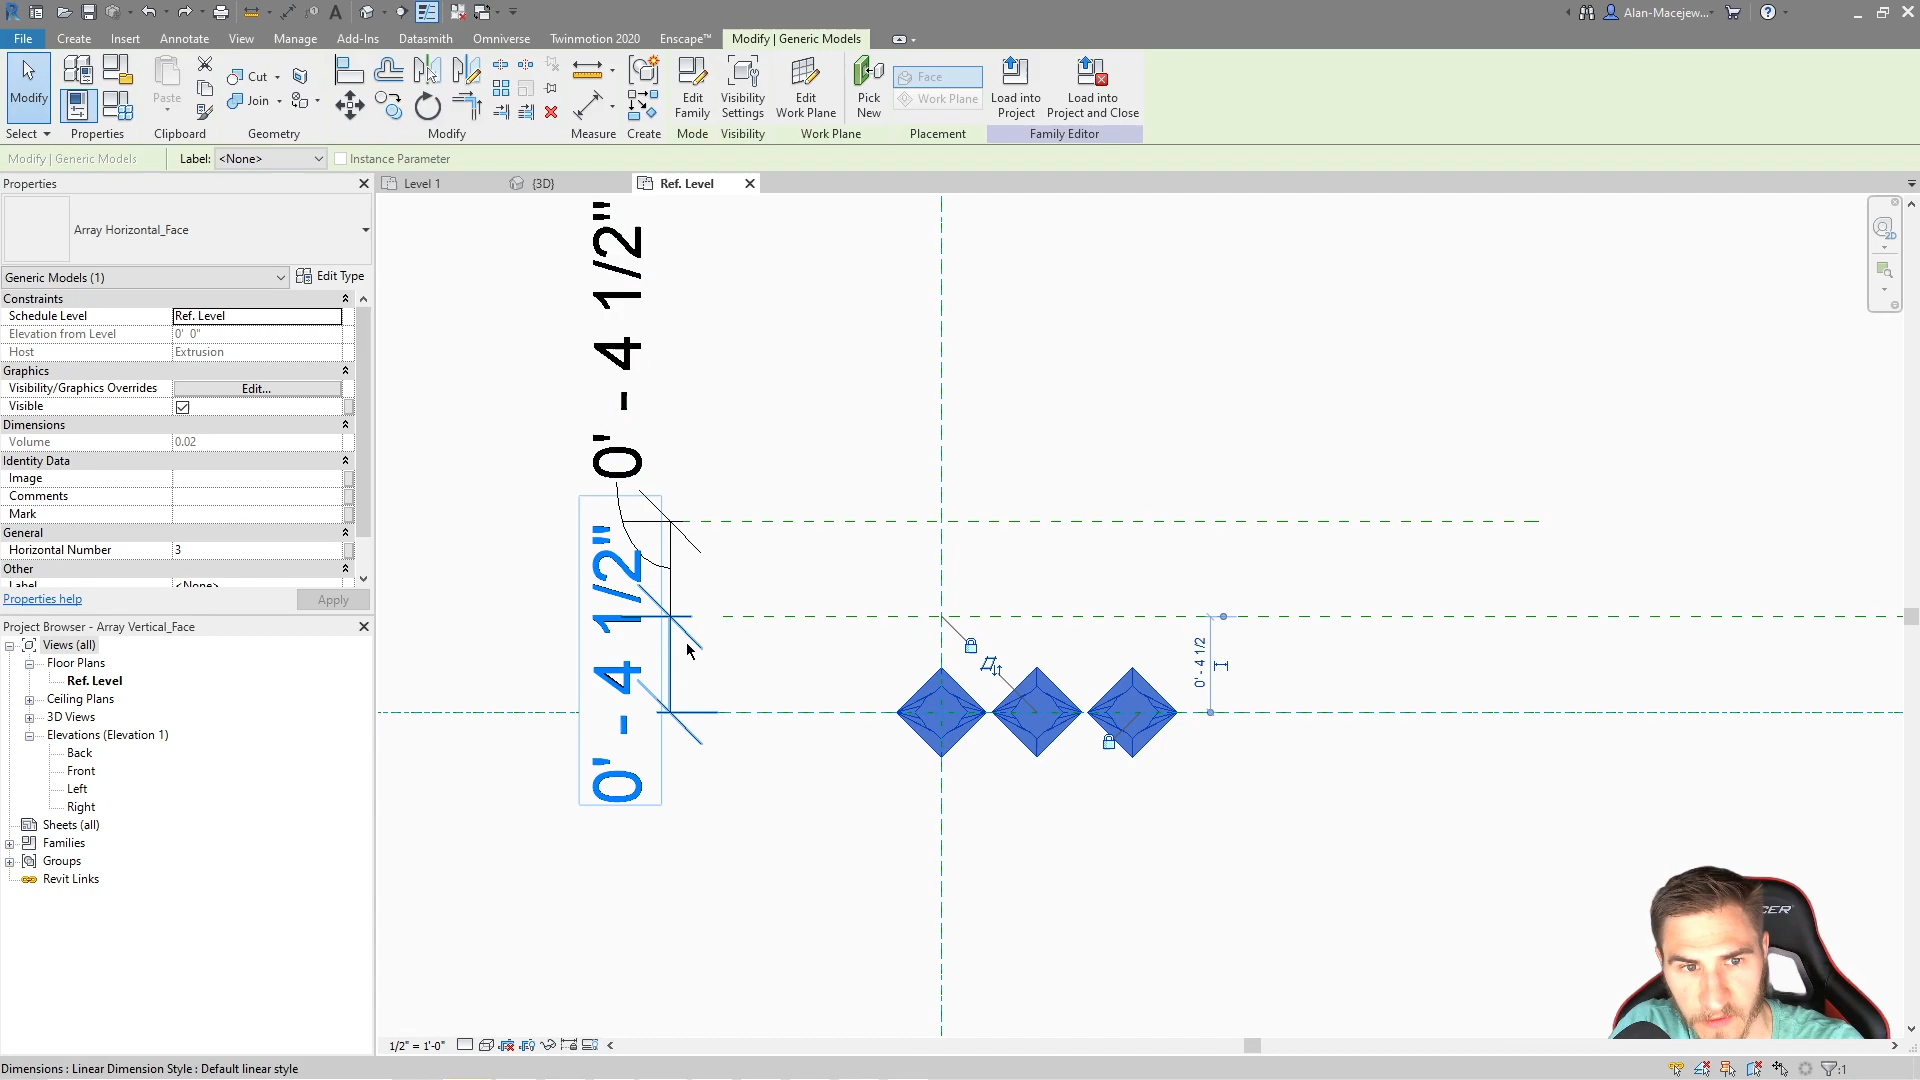 Alan-Macejew...
File
Create
Insert
Annotate
View
Manage
Add-Ins
Datasmith
Omniverse
Twinmotion 2020
Enscape™
Modify | Generic Models
Modify
Paste
Cut
Join
Edit
Family
Visibility
Settings
Edit
Work Plane
Pick
New
Face
Work Plane
Load into
Project
Load into
Project and Close
Select
Properties
Clipboard
Geometry
Modify
Measure
Create
Mode
Visibility
Work Plane
Placement
Family Editor
Modify | Generic Models
Label:
<None>
Instance Parameter
Properties
Level 1
{3D}
Ref. Level
Array Horizontal_Face
Generic Models (1)
Edit Type
Constraints
Schedule Level
Ref. Level
Elevation from Level
0' 0"
Host
Extrusion
Graphics
Visibility/Graphics Overrides
Edit...
Visible
Dimensions
Volume
0.02
Identity Data
Image
Comments
Mark
General
Horizontal Number
3
Other
Label
<None>
Properties help
Apply
Project Browser - Array Vertical_Face
Views (all)
Floor Plans
Ref. Level
Ceiling Plans
3D Views
Elevations (Elevation 1)
Back
Front
Left
Right
Sheets (all)
Families
Groups
Revit Links
0' - 4 1/2"
0' - 4 1/2"
0' - 4 1/2
2D
1/2" = 1'-0"
Dimensions : Linear Dimension Style : Default linear style
:1